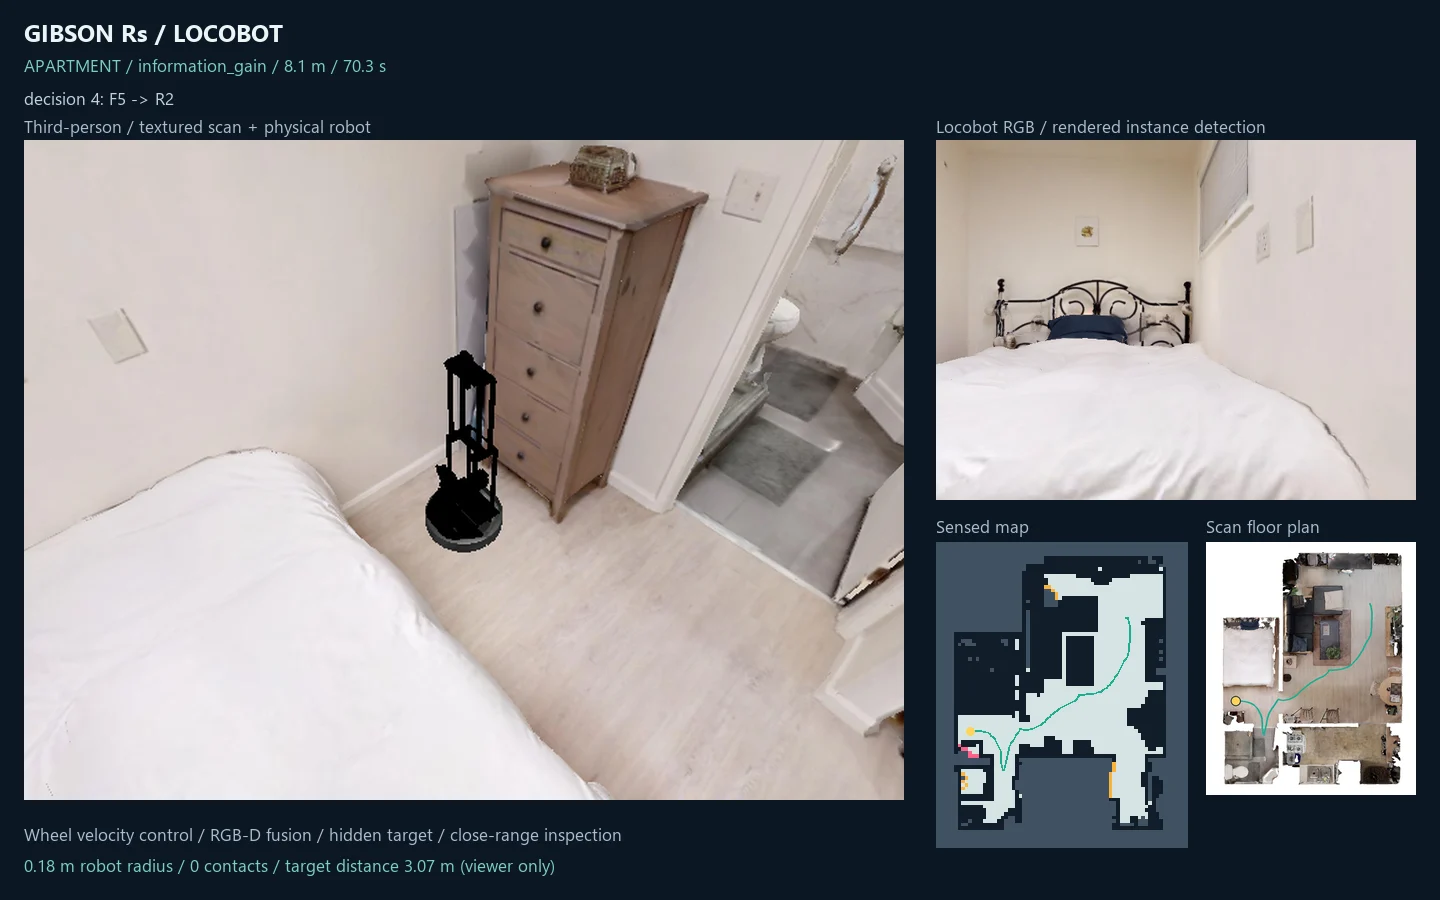 GIBSON Rs / LOCOBOT
APARTMENT / information_gain / 8.1 m / 70.3 s
decision 4: F5 -> R2
Third-person / textured scan + physical robot
Locobot RGB / rendered instance detection
Sensed map
Scan floor plan
Wheel velocity control / RGB-D fusion / hidden target / close-range inspection
0.18 m robot radius / 0 contacts / target distance 3.07 m (viewer only)